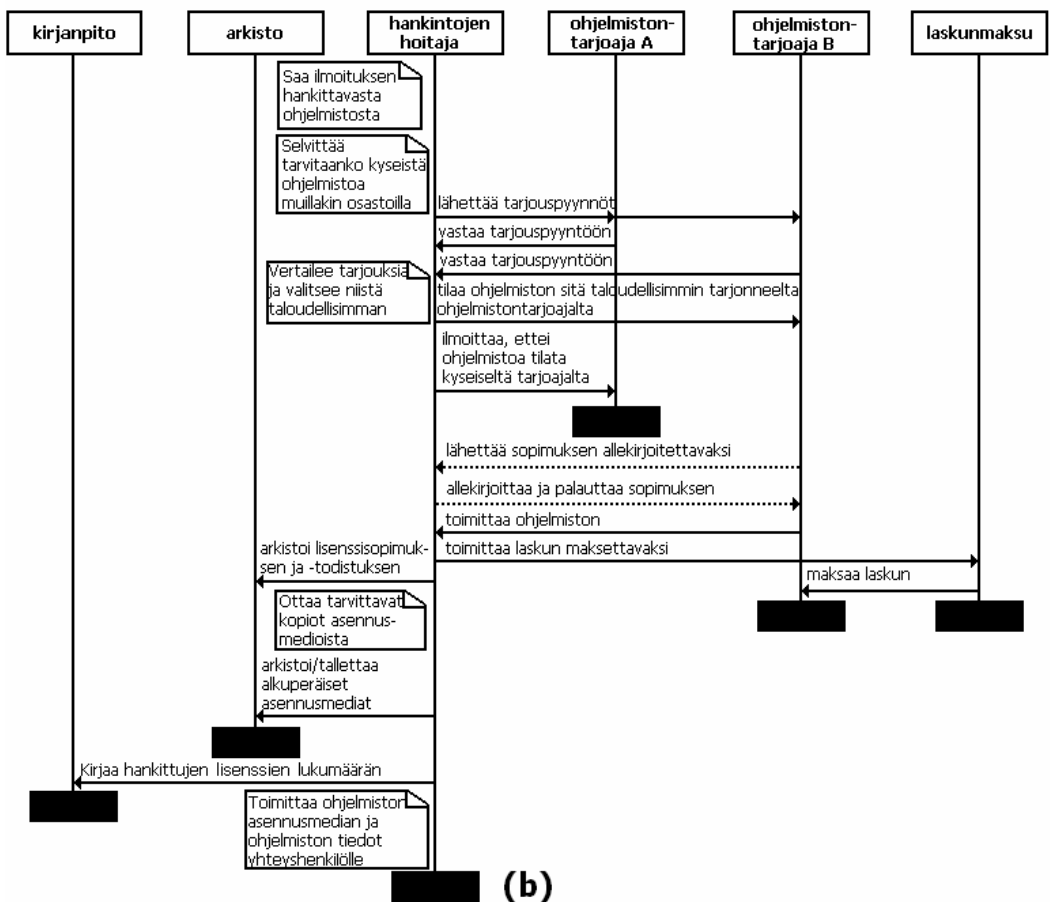 kirjanpito
arkisto
hankintojen
hoitaja
ohjelmiston-
tarjoaja A
ohjelmiston-
tarjoaja B
laskunmaksu
Saa ilmoituksen
hankittavasta
ohjelmistosta
Selvittää
tarvitaanko kyseistä
ohjelmistoa
muillakin osastoilla
lähettää tarjouspyynnöt
vastaa tarjouspyyntöön
vastaa tarjouspyyntöön
Vertailee tarjouksia
ja valitsee niistä
taloudellisimman
tilaa ohjelmiston sitä taloudellisimmin tarjonneelta
ohjelmistontarjoajalta
ilmoittaa, ettei
ohjelmistoa tilata
kyseiseltä tarjoajalta
lähettää sopimuksen allekirjoitettavaksi
allekirjoittaa ja palauttaa sopimuksen
toimittaa ohjelmiston
toimittaa laskun maksettavaksi
arkistoi lisenssisopimuk-
sen ja -todistuksen
maksaa laskun
Ottaa tarvittavat
kopiot asennus-
medioista
arkistoi/tallettaa
alkuperäiset
asennusmediat
Kirjaa hankittujen lisenssien lukumäärän
Toimittaa ohjelmiston
asennusmedian ja
ohjelmiston tiedot
yhteyshenkilölle
(b)